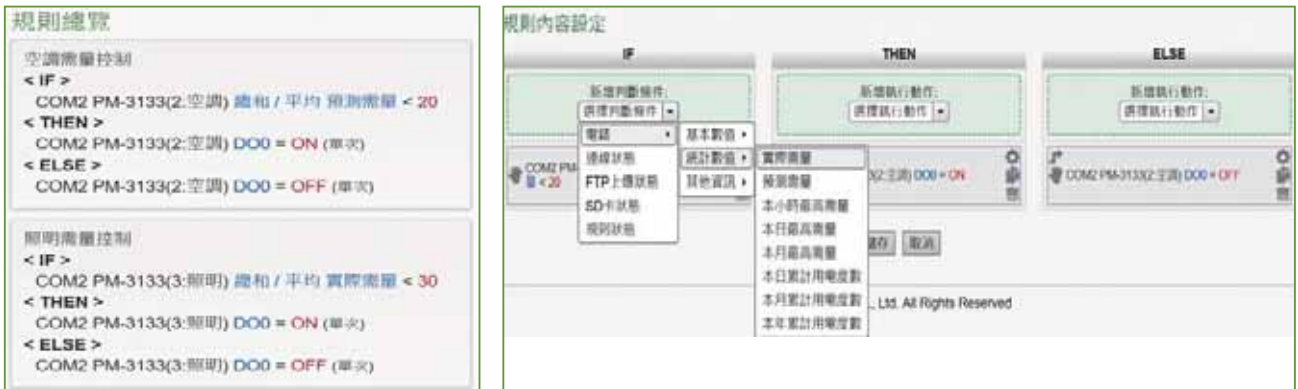 規則總覽
空調需量控制
< IF >
COM2 PM-3133(2:空調) 總和 / 平均 預測需量 < 20
< THEN >
COM2 PM-3133(2:空調) DO0 = ON (單次)
< ELSE >
COM2 PM-3133(2:空調) DO0 = OFF (單次)
照明需量控制
< IF >
COM2 PM-3133(3:照明) 總和 / 平均 實際需量 < 30
< THEN >
COM2 PM-3133(3:照明) DO0 = ON (單次)
< ELSE >
COM2 PM-3133(3:照明) DO0 = OFF (單次)
規則內容設定
IF
THEN
ELSE
新增判斷條件:
選擇判斷條件
新增執行動作:
選擇執行動作
新增執行動作:
選擇執行動作
電錶
連線狀態
FTP上傳狀態
SD卡狀態
規則狀態
基本數值
統計數值
其他資訊
實際需量
預測需量
本小時最高需量
本日最高需量
本月最高需量
本日累計用電度數
本月累計用電度數
本年累計用電度數
COM2 PM-
量 < 20
(2:空調) DO0 = ON
COM2 PM-3133(2:空調) DO0 = OFF
儲存
取消
., Ltd. All Rights Reserved